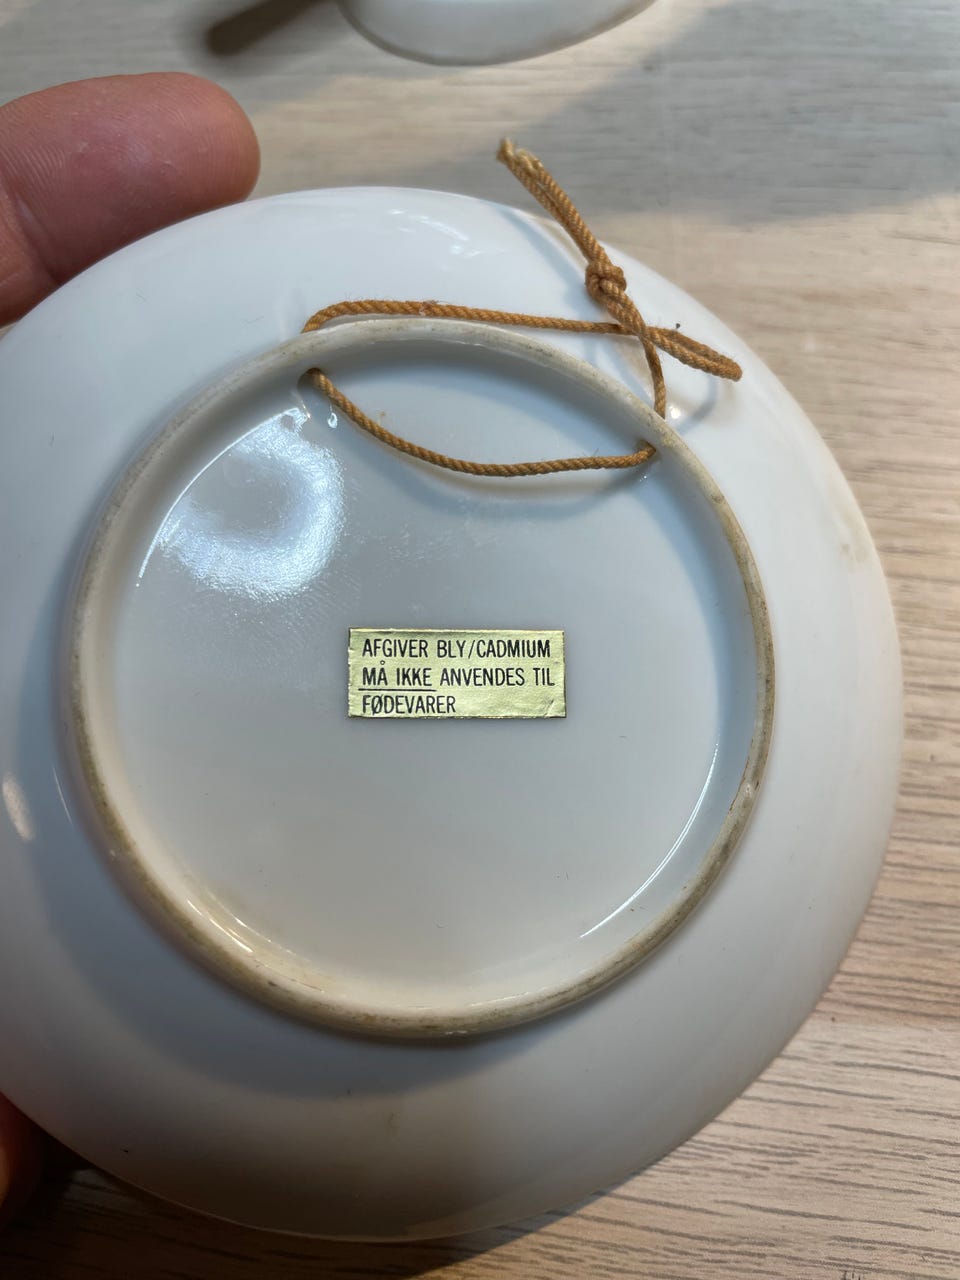 AFGIVER BLY/CADMIUM
MÅ IKKE ANVENDES TIL
FØDEVARER